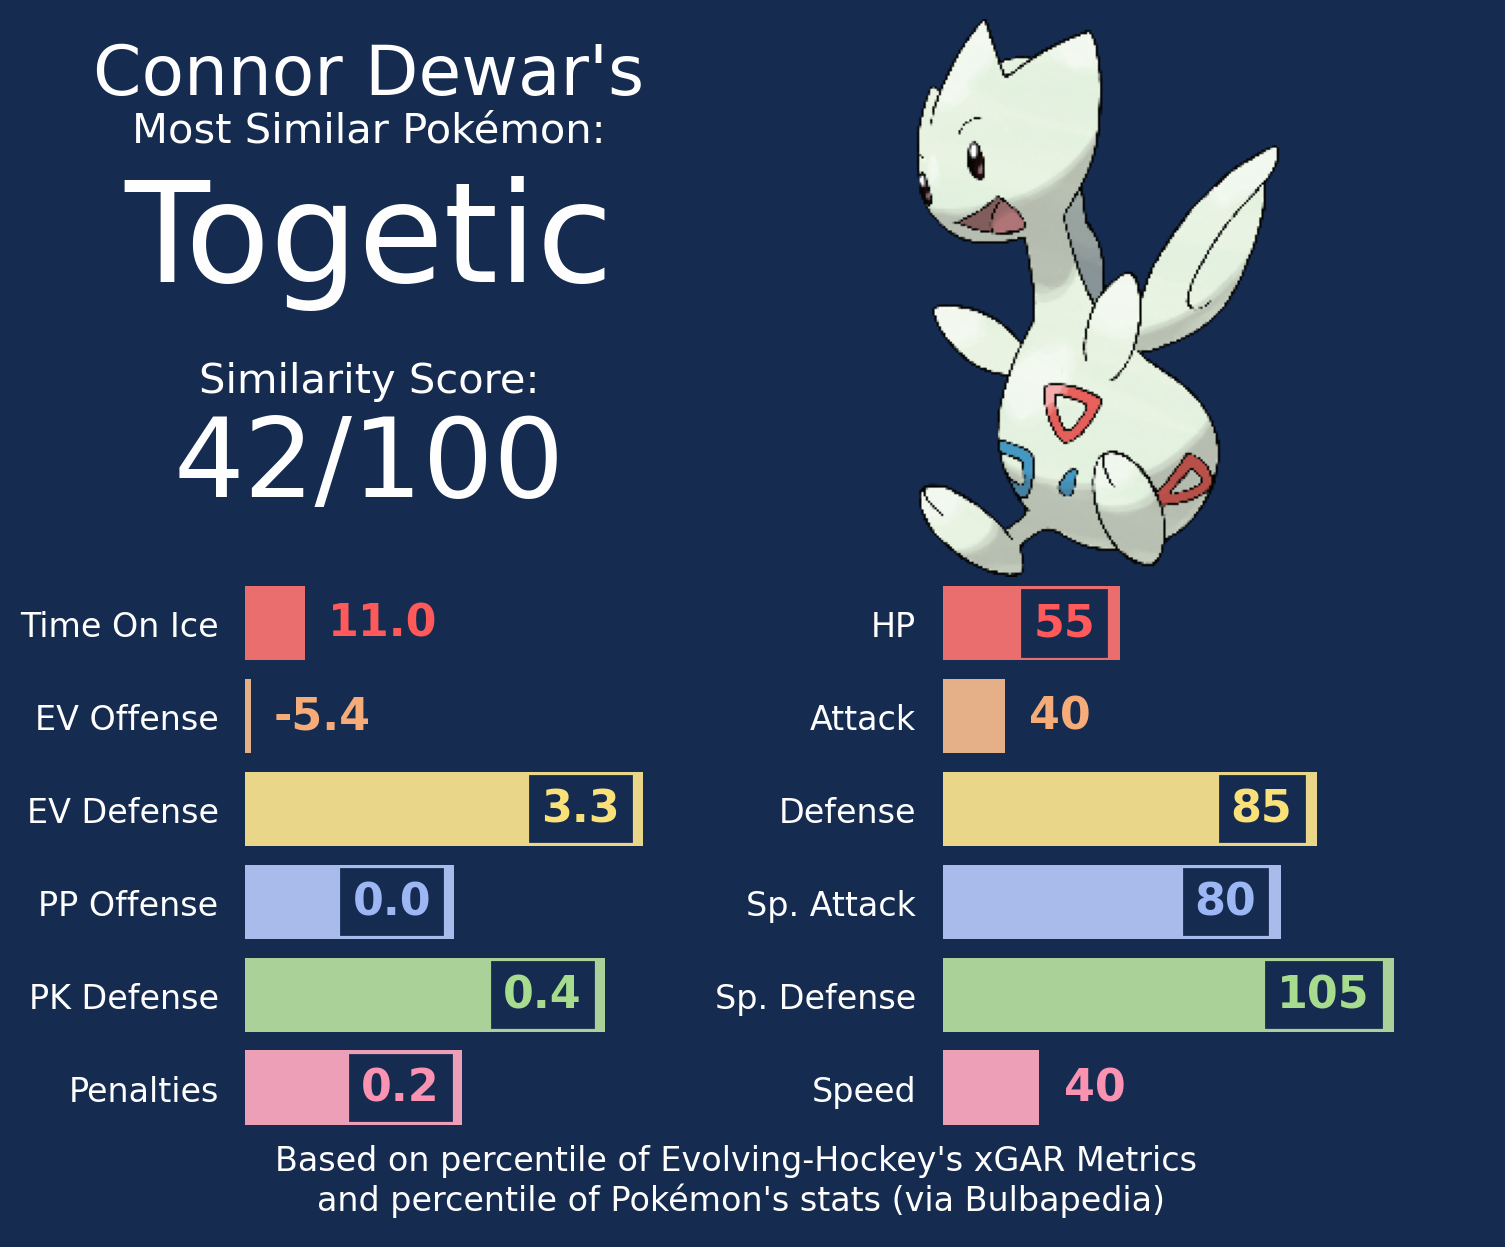 Connor Dewar's
Most Similar Pokémon:
Togetic
Similarity Score:
42/100
Time On Ice 11.0
EV Offense -5.4
EV Defense 3.3
PP Offense 0.0
PK Defense 0.4
Penalties 0.2
HP 55
Attack 40
Defense 85
Sp. Attack 80
Sp. Defense 105
Speed 40
Based on percentile of Evolving-Hockey's xGAR Metrics
and percentile of Pokémon's stats (via Bulbapedia)